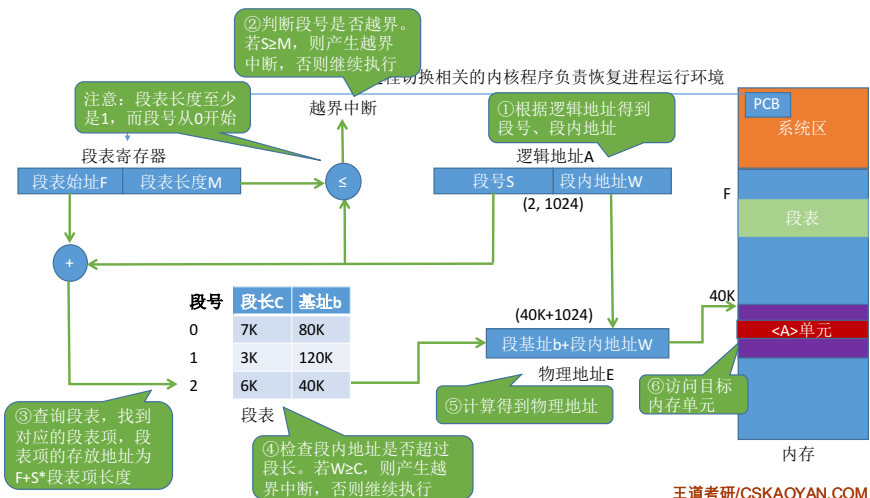 ②判断段号是否越界。
若S≥M，则产生越界
中断，否则继续执行
程切换相关的内核程序负责恢复进程运行环境
注意：段表长度至少
是1，而段号从0开始
越界中断
①根据逻辑地址得到
段号、段内地址
PCB
系统区
段表寄存器
逻辑地址A
段表始址F
段表长度M
≤
段号S
段内地址W
(2, 1024)
F
段表
+
40K
段号
段长C
基址b
0
7K
80K
1
3K
120K
2
6K
40K
段表
(40K+1024)
段基址b+段内地址W
物理地址E
<A>单元
③查询段表，找到
对应的段表项，段
表项的存放地址为
F+S*段表项长度
④检查段内地址是否超过
段长。若W≥C，则产生越
界中断，否则继续执行
⑤计算得到物理地址
⑥访问目标
内存单元
内存
王道考研/CSKAOYAN.COM